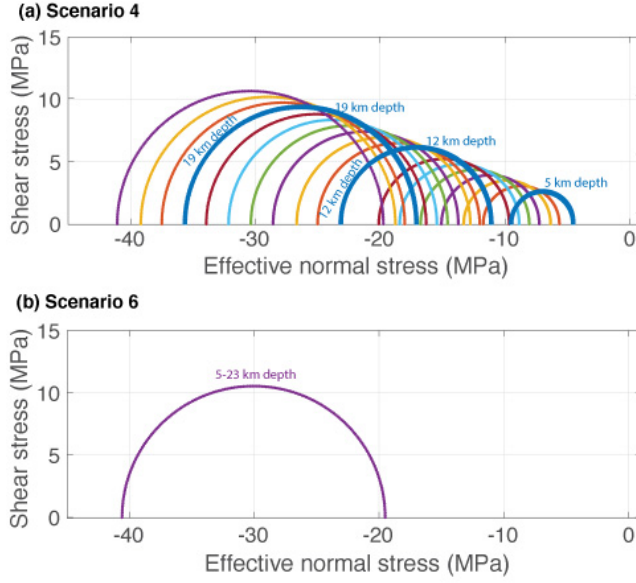 (a) Scenario 4
15
10
5
0
Shear stress (MPa)
19 km depth
19 km depth
12 km depth
12 km depth
5 km depth
-40 -30 -20 -10 0
Effective normal stress (MPa)
(b) Scenario 6
15
10
5
0
Shear stress (MPa)
5-23 km depth
-40 -30 -20 -10 0
Effective normal stress (MPa)